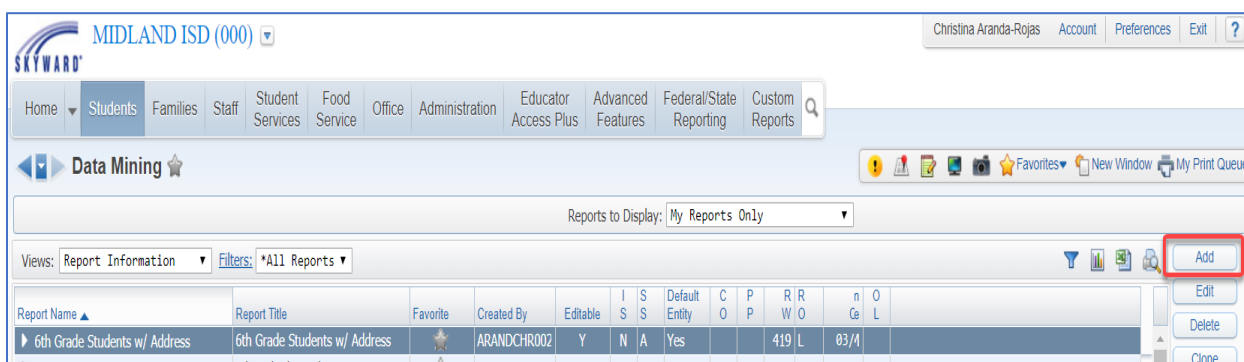 MIDLAND ISD (000)
Christina Aranda-Rojas Account Preferences Exit ?
SKYWARD
Home Students Families Staff Student Services Food Service Office Administration Educator Access Plus Advanced Features Federal/State Reporting Custom Reports
Data Mining
Favorites New Window My Print Queue
Reports to Display: My Reports Only
Views: Report Information Filters: *All Reports
Add
Edit
Report Name Report Title Favorite Created By Editable I S S S Default Entity C O P P R W R O n Ce O L
Delete
6th Grade Students w/ Address 6th Grade Students w/ Address ARANDCHR002 Y N A Yes 419 L 03/4
Clone